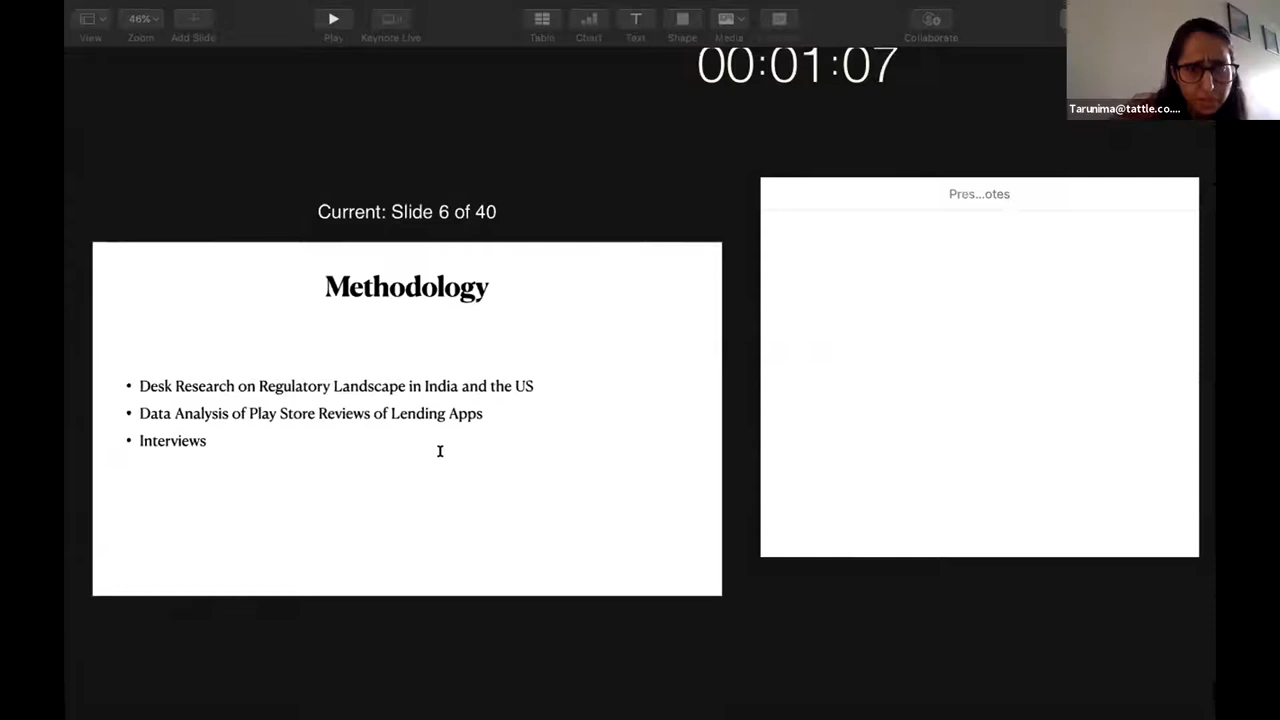 46%
View
Zoom
Add Slide
Play
Keynote Live
Table
Chart
Text
Shape
Media
Collaborate
00:01:07
Tarunima@tattle.co....
Pres...otes
Current: Slide 6 of 40
Methodology
• Desk Research on Regulatory Landscape in India and the US
• Data Analysis of Play Store Reviews of Lending Apps
• Interviews